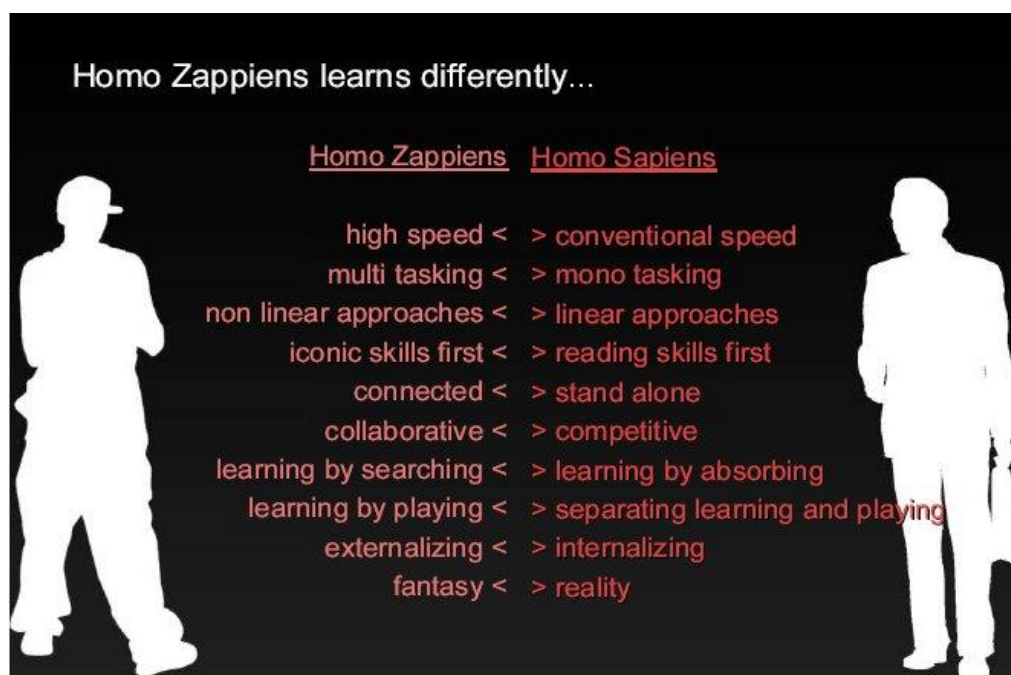 Homo Zappiens learns differently...
Homo Zappiens Homo Sapiens
high speed < > conventional speed
multi tasking < > mono tasking
non linear approaches < > linear approaches
iconic skills first < > reading skills first
connected < > stand alone
collaborative < > competitive
learning by searching < > learning by absorbing
learning by playing < > separating learning and playing
externalizing < > internalizing
fantasy < > reality